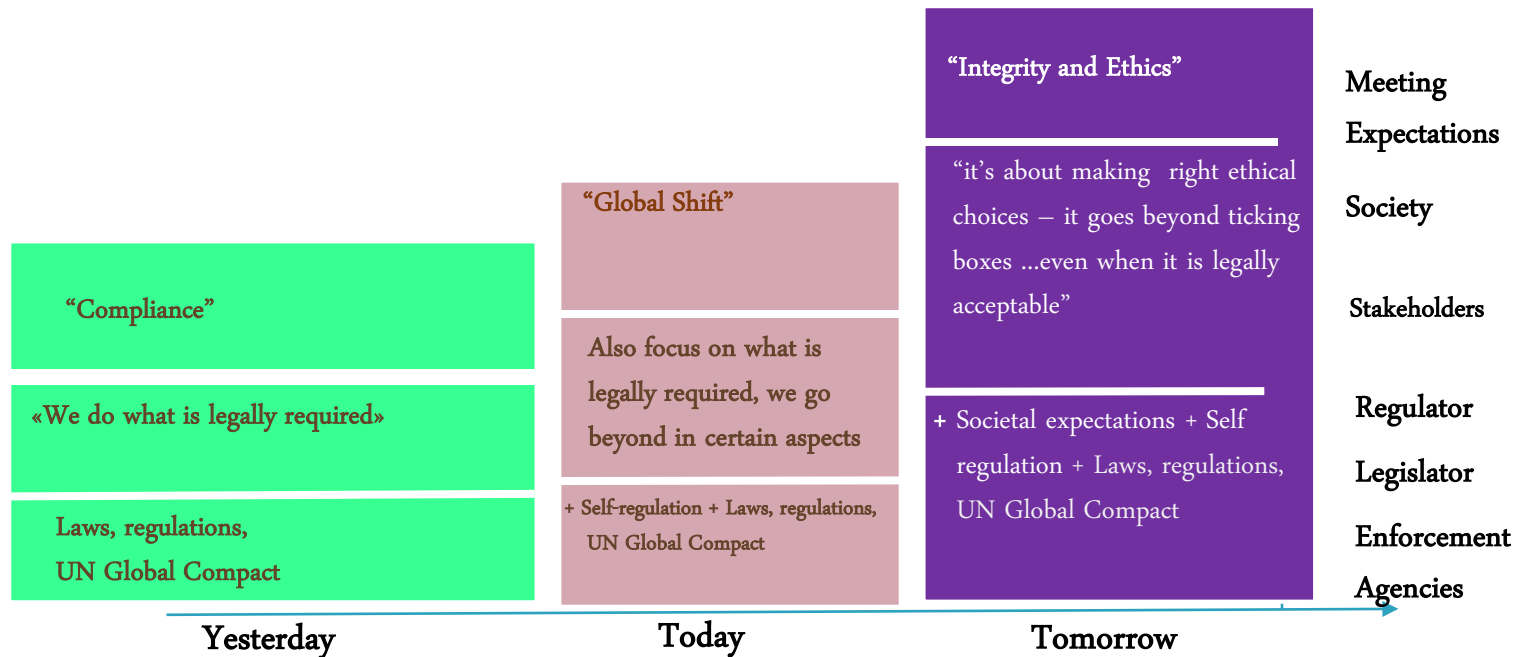 “Compliance”
«We do what is legally required»
Laws, regulations,
UN Global Compact
“Global Shift”
Also focus on what is
legally required, we go
beyond in certain aspects
+ Self-regulation + Laws, regulations,
UN Global Compact
“Integrity and Ethics”
“it’s about making right ethical
choices – it goes beyond ticking
boxes ...even when it is legally
acceptable”
+ Societal expectations + Self
regulation + Laws, regulations,
UN Global Compact
Meeting
Expectations
Society
Stakeholders
Regulator
Legislator
Enforcement
Agencies
Yesterday
Today
Tomorrow